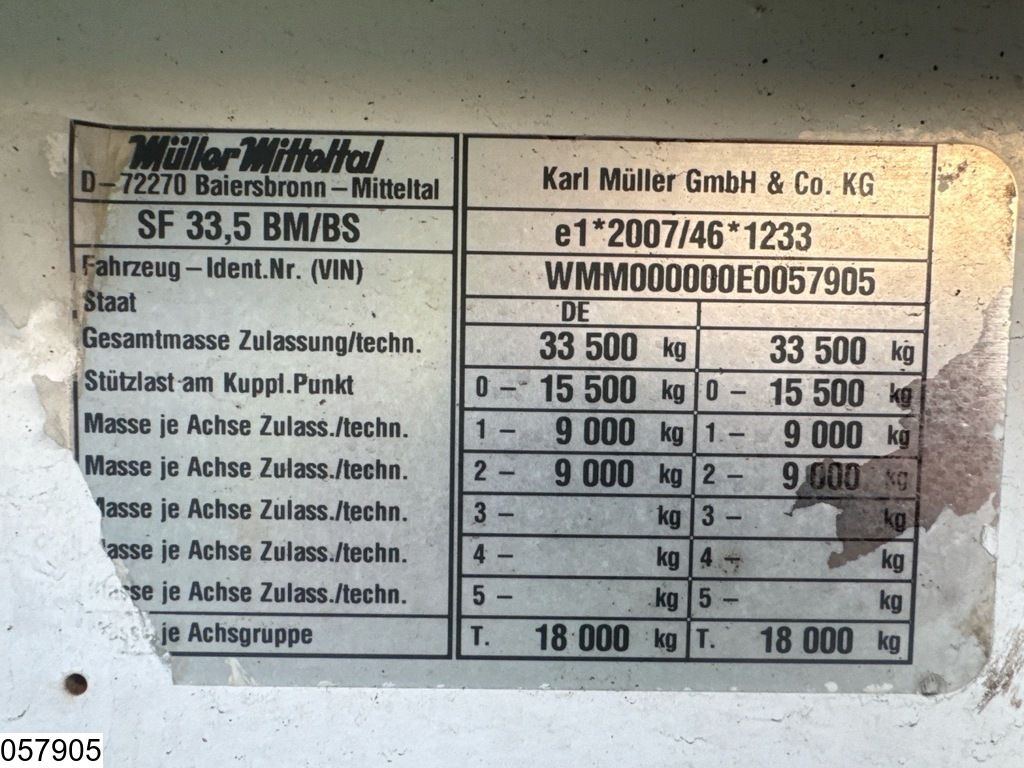 Müller Mitteltal
D-72270 Baiersbronn-Mitteltal
Karl Müller GmbH & Co. KG
SF 33,5 BM/BS
e1*2007/46*1233
Fahrzeug-Ident.Nr. (VIN) WMM000000E0057905
Staat DE
Gesamtmasse Zulassung/techn. 33 500 kg 33 500 kg
Stützlast am Kuppl.Punkt 0 - 15 500 kg 0 - 15 500 kg
Masse je Achse Zulass./techn. 1 - 9 000 kg 1 - 9 000 kg
Masse je Achse Zulass./techn. 2 - 9 000 kg 2 - 9 000 kg
Masse je Achse Zulass./techn. 3 - kg 3 - kg
Masse je Achse Zulass./techn. 4 - kg 4 - kg
Masse je Achse Zulass./techn. 5 - kg 5 - kg
je Achsgruppe T. 18 000 kg T. 18 000 kg
057905